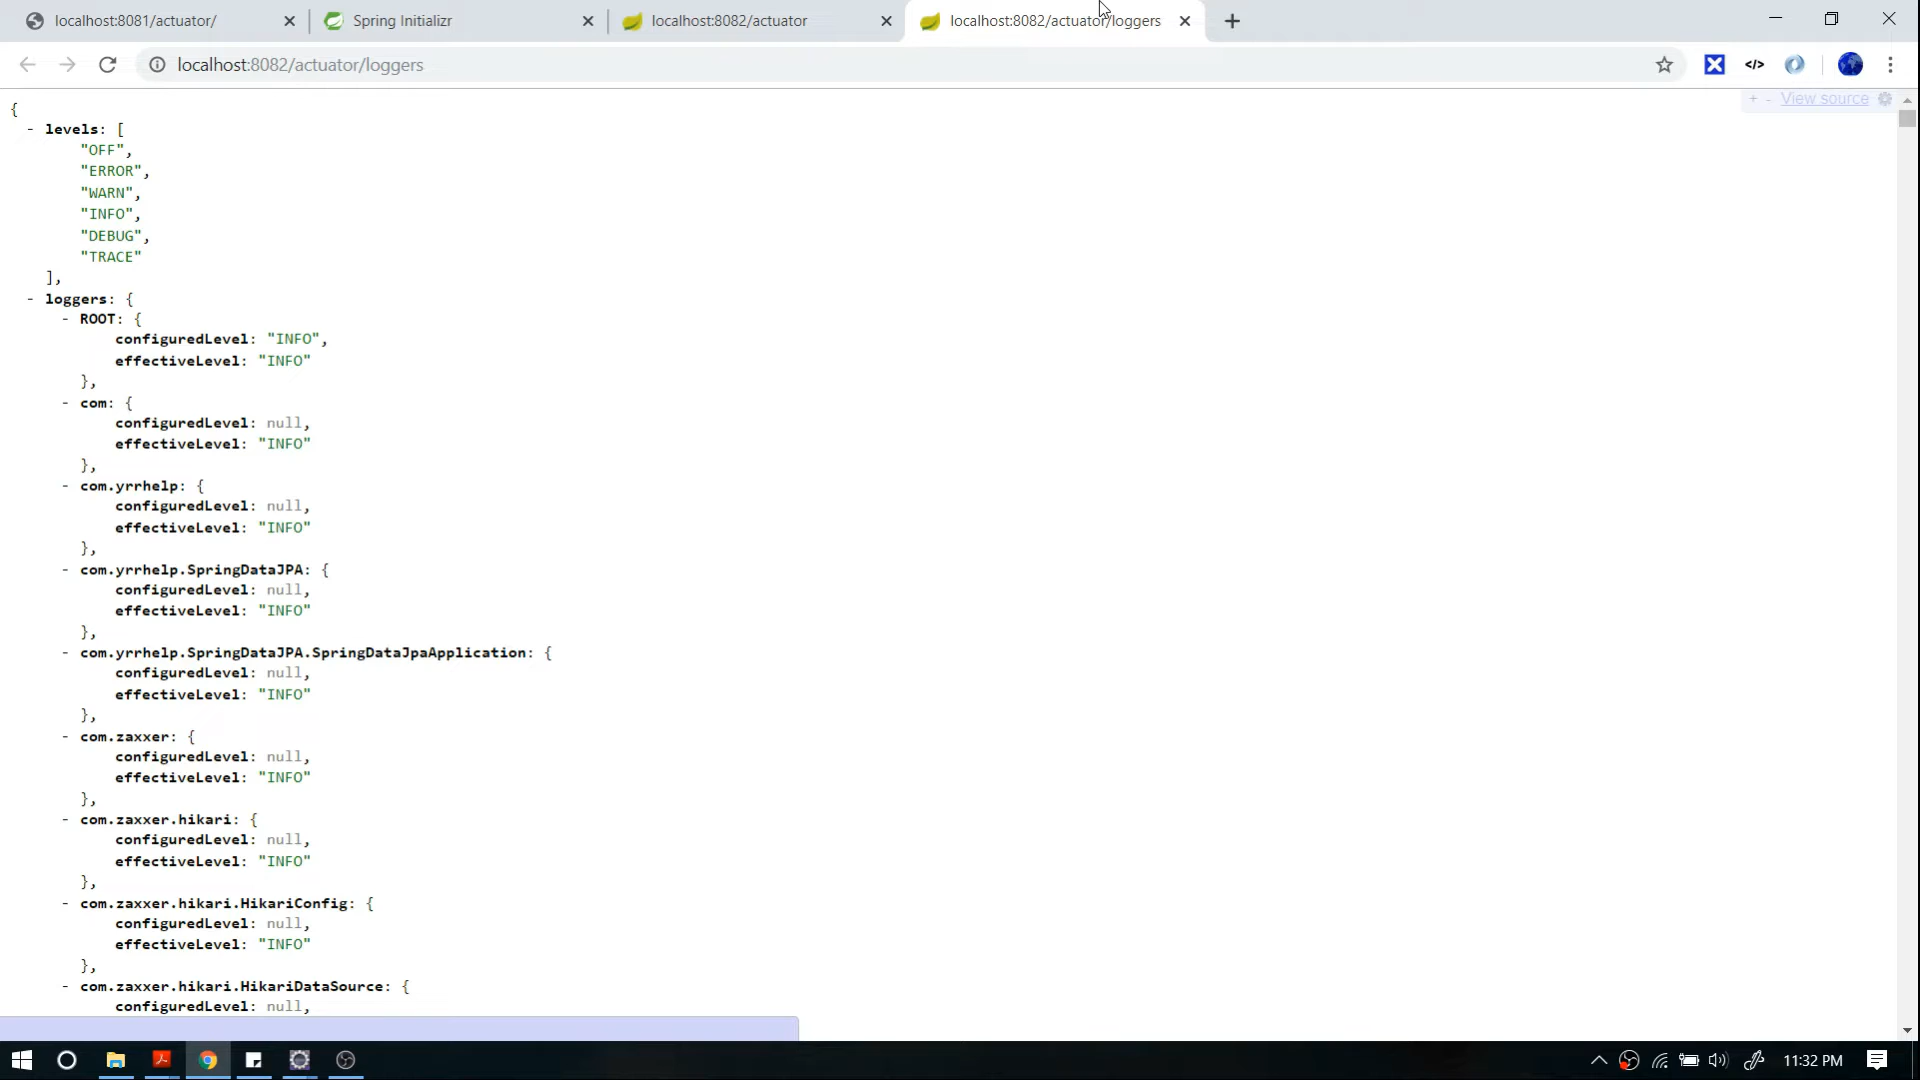 localhost:8081/actuator/
Spring Initializr
localhost:8082/actuator
localhost:8082/actuator/loggers
localhost:8082/actuator/loggers
+ - View source
{
- levels: [
"OFF",
"ERROR",
"WARN",
"INFO",
"DEBUG",
"TRACE"
],
- loggers: {
- ROOT: {
configuredLevel: "INFO",
effectiveLevel: "INFO"
},
- com: {
configuredLevel: null,
effectiveLevel: "INFO"
},
- com.yrrhelp: {
configuredLevel: null,
effectiveLevel: "INFO"
},
- com.yrrhelp.SpringDataJPA: {
configuredLevel: null,
effectiveLevel: "INFO"
},
- com.yrrhelp.SpringDataJPA.SpringDataJpaApplication: {
configuredLevel: null,
effectiveLevel: "INFO"
},
- com.zaxxer: {
configuredLevel: null,
effectiveLevel: "INFO"
},
- com.zaxxer.hikari: {
configuredLevel: null,
effectiveLevel: "INFO"
},
- com.zaxxer.hikari.HikariConfig: {
configuredLevel: null,
effectiveLevel: "INFO"
},
- com.zaxxer.hikari.HikariDataSource: {
configuredLevel: null,
11:32 PM